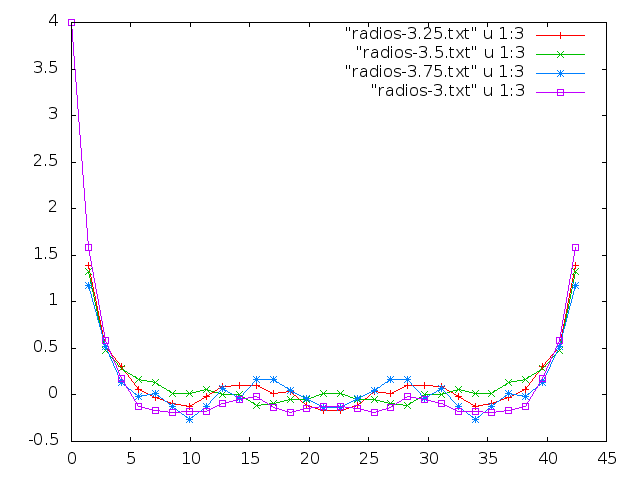 "radios-3.25.txt" u 1:3
"radios-3.5.txt" u 1:3
"radios-3.75.txt" u 1:3
"radios-3.txt" u 1:3
4
3.5
3
2.5
2
1.5
1
0.5
0
-0.5
0 5 10 15 20 25 30 35 40 45